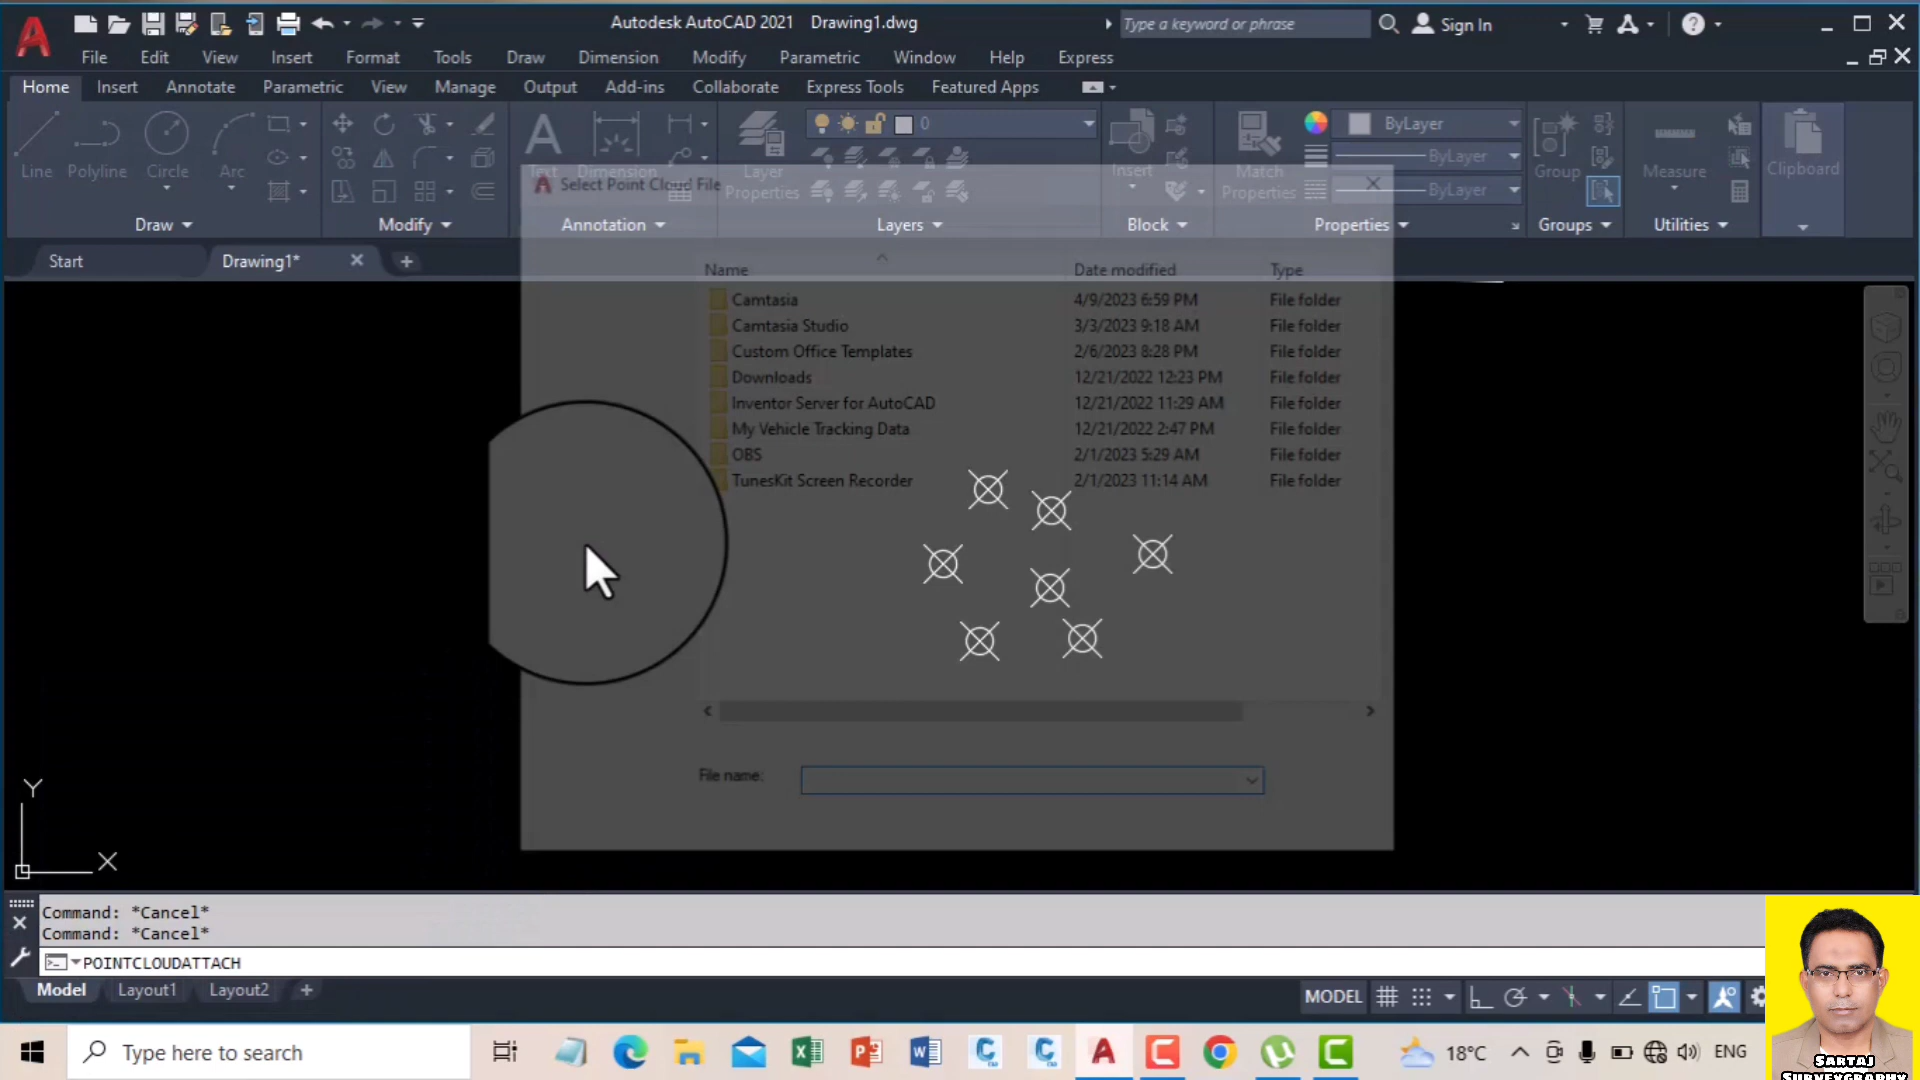 Autodesk AutoCAD 2021 Drawing1.dwg
Type a keyword or phrase
Sign In
File Edit View Insert Format Tools Draw Dimension Modify Parametric Window Help Express
Home Insert Annotate Parametric View Manage Output Add-ins Collaborate Express Tools Featured Apps
0
ByLayer
ByLayer
ByLayer
Line Polyline Circle Arc
Text
Layer
Properties
Insert
Match
Properties
Group
Measure
Clipboard
Draw Modify Annotation Layers Block Properties Groups Utilities
Start Drawing1*
Select Point Cloud File
Name Date modified Type
Camtasia 4/9/2023 6:59 PM File folder
Camtasia Studio 3/3/2023 9:18 AM File folder
Custom Office Templates 2/6/2023 8:28 PM File folder
Downloads 12/21/2022 12:23 PM File folder
Inventor Server for AutoCAD 12/21/2022 11:29 AM File folder
My Vehicle Tracking Data 12/21/2022 2:47 PM File folder
OBS 2/1/2023 5:29 AM File folder
TunesKit Screen Recorder 2/1/2023 11:14 AM File folder
File name:
Y
X
Command: *Cancel*
Command: *Cancel*
POINTCLOUDATTACH
Model Layout1 Layout2
MODEL
Type here to search
18°C
ENG
SARTAJ
SURVEYGRAPHY